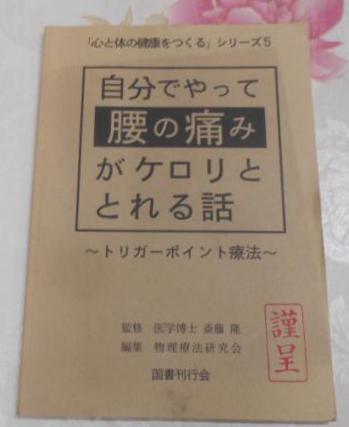 「心と体の健康をつくる」シリーズ5
自分でやって
腰の痛み
がケロリと
とれる話
～トリガーポイント療法～
監修 医学博士 斎藤 隆
編集 物理療法研究会
国書刊行会
謹呈